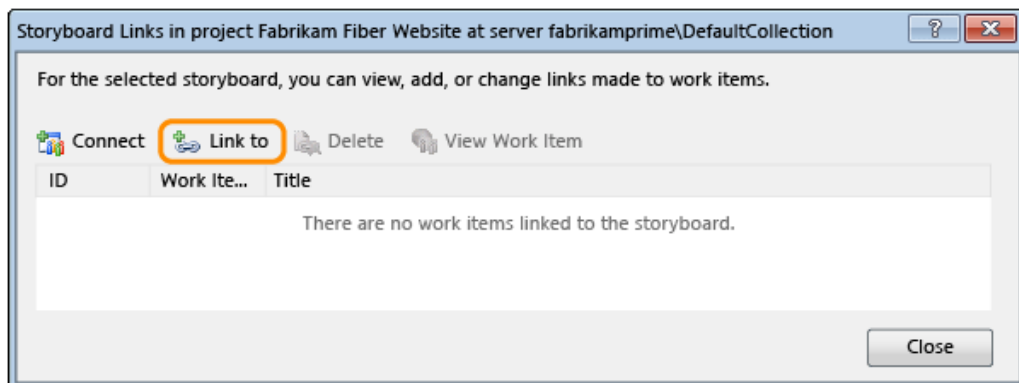 Storyboard Links in project Fabrikam Fiber Website at server fabrikamprime\DefaultCollection ?
For the selected storyboard, you can view, add, or change links made to work items.
Connect Link to Delete View Work Item
ID Work Ite... Title
There are no work items linked to the storyboard.
Close